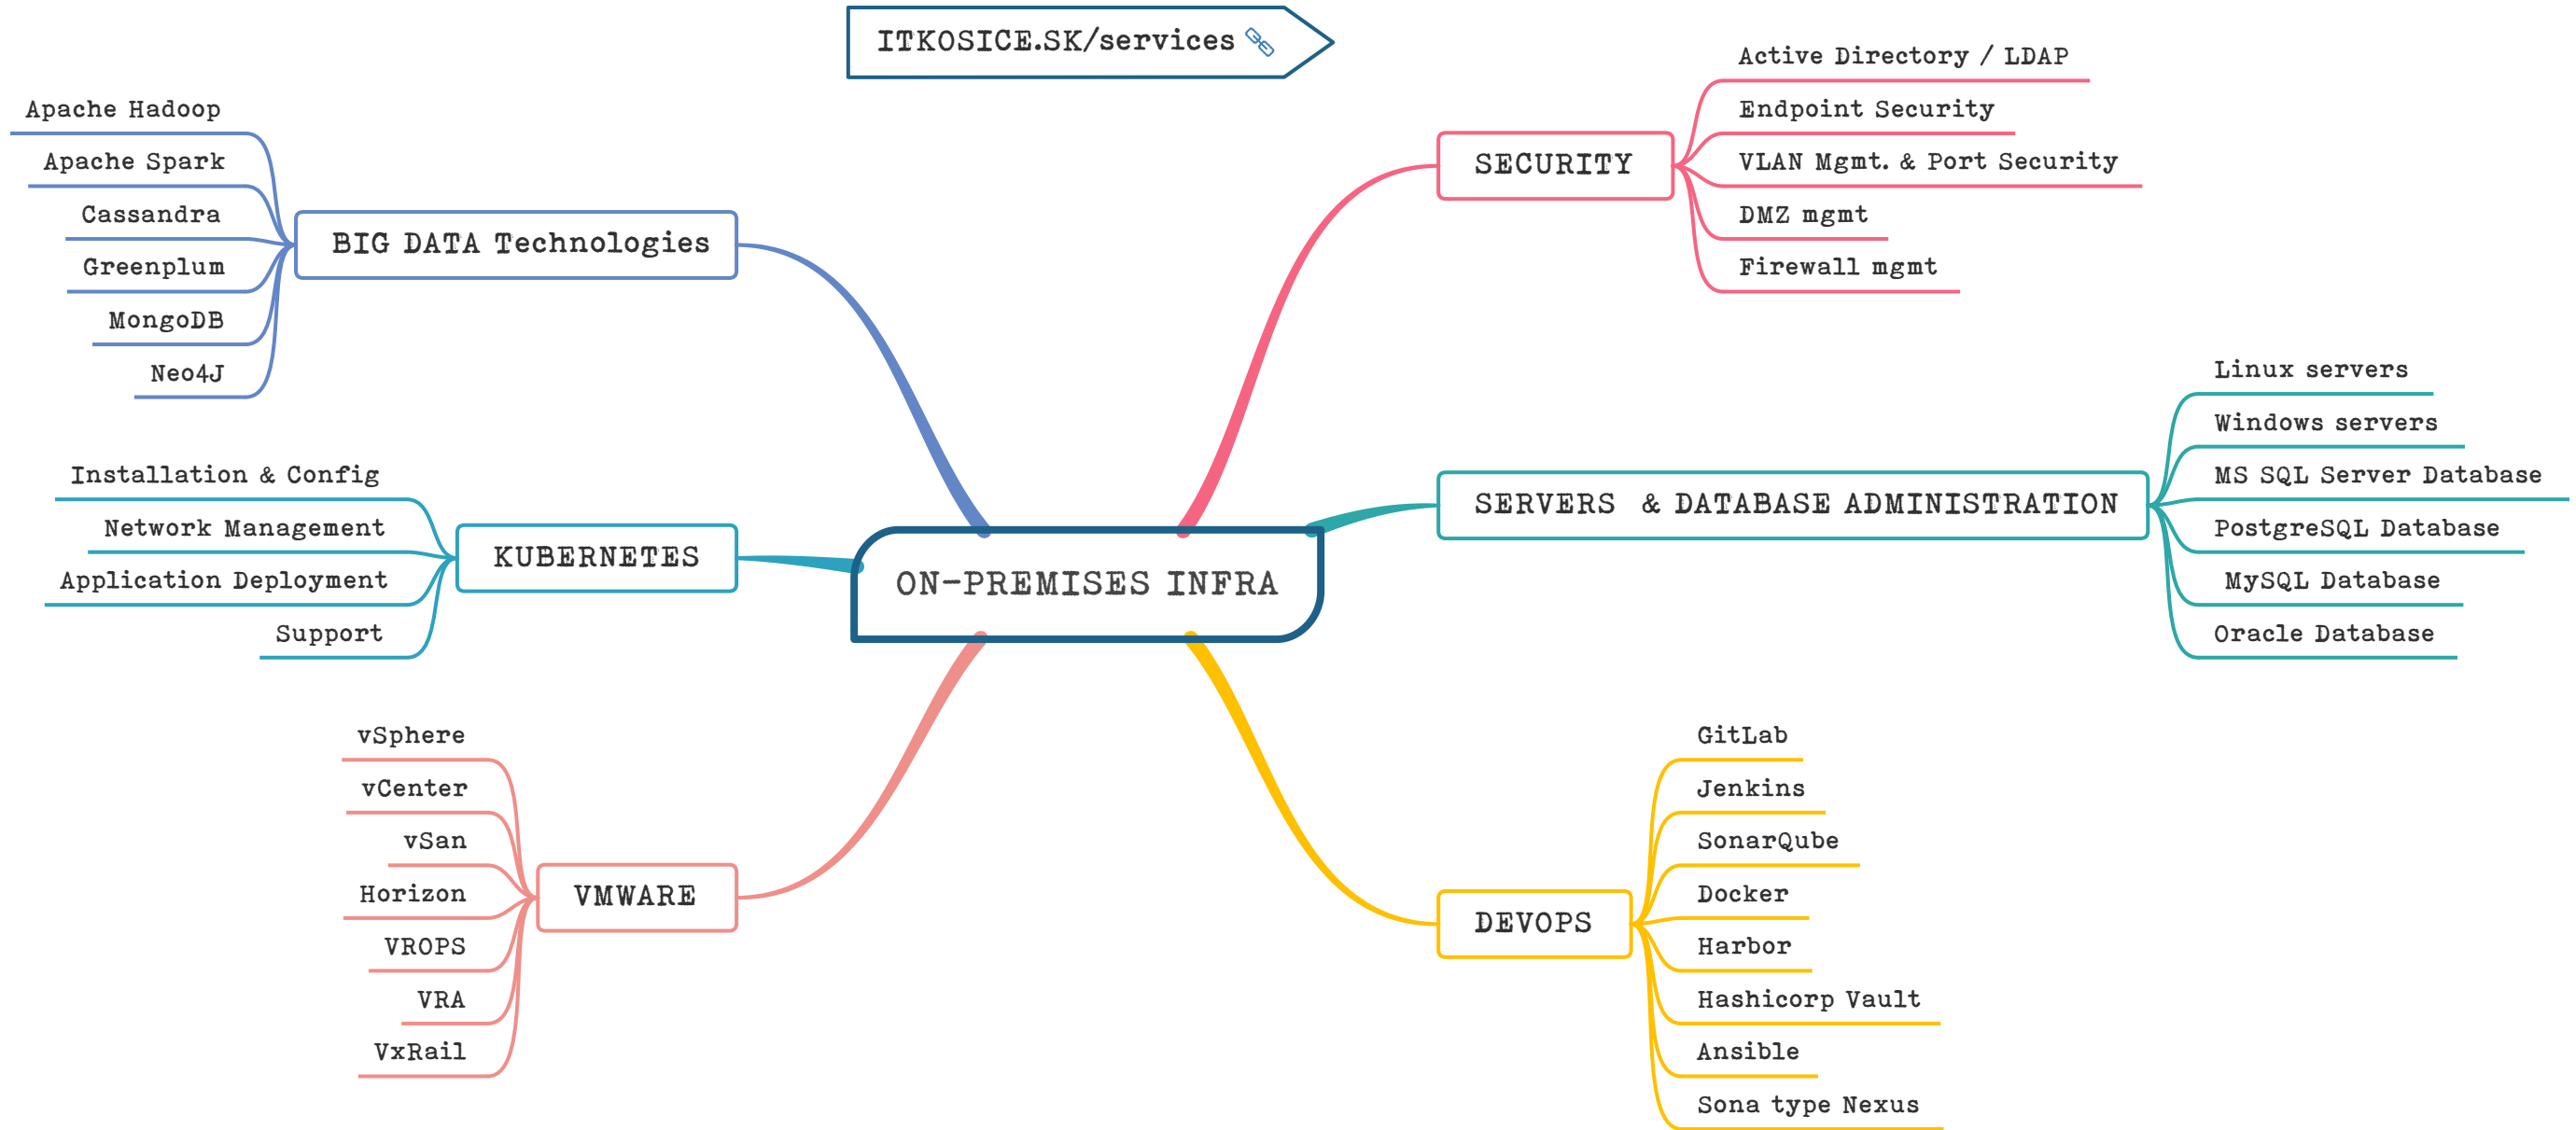 ITKOSICE.SK/services
BIG DATA Technologies
Apache Hadoop
Apache Spark
Cassandra
Greenplum
MongoDB
Neo4J
KUBERNETES
Installation & Config
Network Management
Application Deployment
Support
VMWARE
vSphere
vCenter
vSan
Horizon
VROPS
VRA
VxRail
ON-PREMISES INFRA
SECURITY
Active Directory / LDAP
Endpoint Security
VLAN Mgmt. & Port Security
DMZ mgmt
Firewall mgmt
SERVERS & DATABASE ADMINISTRATION
Linux servers
Windows servers
MS SQL Server Database
PostgreSQL Database
MySQL Database
Oracle Database
DEVOPS
GitLab
Jenkins
SonarQube
Docker
Harbor
Hashicorp Vault
Ansible
Sona type Nexus